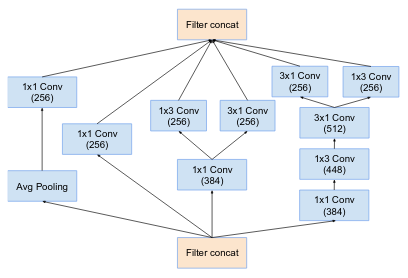 Filter concat
3x1 Conv
(256)
1x3 Conv
(256)
1x1 Conv
(256)
1x3 Conv
(256)
3x1 Conv
(256)
3x1 Conv
(512)
1x1 Conv
(256)
1x3 Conv
(448)
Avg Pooling
1x1 Conv
(384)
1x1 Conv
(384)
Filter concat